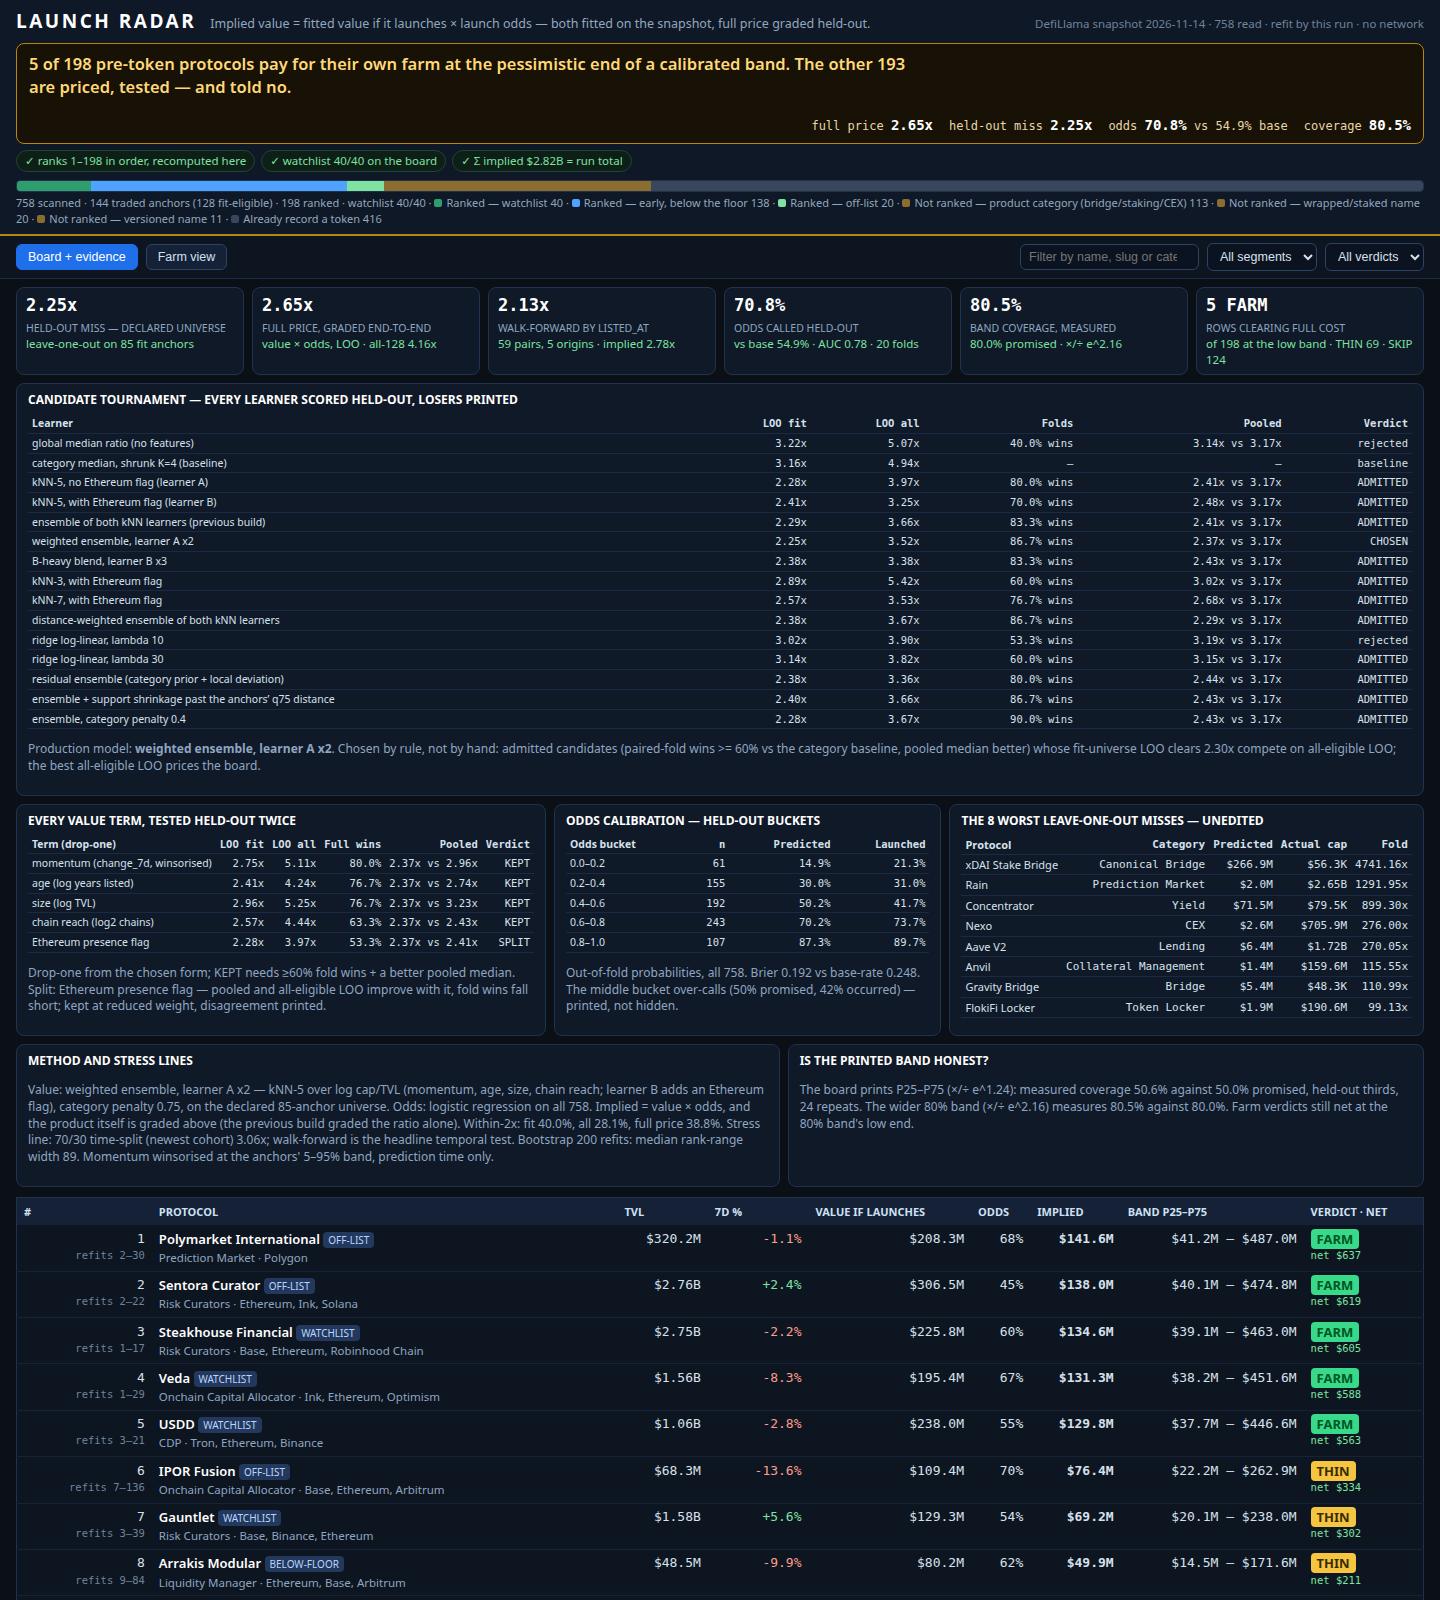 LAUNCH RADAR Implied value = fitted value if it launches × launch odds — both fitted on the snapshot, full price graded held-out. DefiLlama snapshot 2026-11-14 · 758 read · refit by this run · no network
5 of 198 pre-token protocols pay for their own farm at the pessimistic end of a calibrated band. The other 193
are priced, tested — and told no.
full price 2.65x held-out miss 2.25x odds 70.8% vs 54.9% base coverage 80.5%
✓ ranks 1–198 in order, recomputed here ✓ watchlist 40/40 on the board ✓ Σ implied $2.82B = run total
758 scanned · 144 traded anchors (128 fit-eligible) · 198 ranked · watchlist 40/40 · Ranked — watchlist 40 · Ranked — early, below the floor 138 · Ranked — off-list 20 · Not ranked — product category (bridge/staking/CEX) 113 · Not ranked — wrapped/staked name
20 · Not ranked — versioned name 11 · Already record a token 416
Board + evidence Farm view Filter by name, slug or cate All segments All verdicts
2.25x 2.65x 2.13x 70.8% 80.5% 5 FARM
HELD-OUT MISS — DECLARED UNIVERSE FULL PRICE, GRADED END-TO-END WALK-FORWARD BY LISTED_AT ODDS CALLED HELD-OUT BAND COVERAGE, MEASURED ROWS CLEARING FULL COST
leave-one-out on 85 fit anchors value × odds, LOO · all-128 4.16x 59 pairs, 5 origins · implied 2.78x vs base 54.9% · AUC 0.78 · 20 folds 80.0% promised · ×/÷ e^2.16 of 198 at the low band · THIN 69 · SKIP
124
CANDIDATE TOURNAMENT — EVERY LEARNER SCORED HELD-OUT, LOSERS PRINTED
Learner LOO fit LOO all Folds Pooled Verdict
global median ratio (no features) 3.22x 5.07x 40.0% wins 3.14x vs 3.17x rejected
category median, shrunk K=4 (baseline) 3.16x 4.94x — — baseline
kNN-5, no Ethereum flag (learner A) 2.28x 3.97x 80.0% wins 2.41x vs 3.17x ADMITTED
kNN-5, with Ethereum flag (learner B) 2.41x 3.25x 70.0% wins 2.48x vs 3.17x ADMITTED
ensemble of both kNN learners (previous build) 2.29x 3.66x 83.3% wins 2.41x vs 3.17x ADMITTED
weighted ensemble, learner A x2 2.25x 3.52x 86.7% wins 2.37x vs 3.17x CHOSEN
B-heavy blend, learner B x3 2.38x 3.38x 83.3% wins 2.43x vs 3.17x ADMITTED
kNN-3, with Ethereum flag 2.89x 5.42x 60.0% wins 3.02x vs 3.17x ADMITTED
kNN-7, with Ethereum flag 2.57x 3.53x 76.7% wins 2.68x vs 3.17x ADMITTED
distance-weighted ensemble of both kNN learners 2.38x 3.67x 86.7% wins 2.29x vs 3.17x ADMITTED
ridge log-linear, lambda 10 3.02x 3.90x 53.3% wins 3.19x vs 3.17x rejected
ridge log-linear, lambda 30 3.14x 3.82x 60.0% wins 3.15x vs 3.17x ADMITTED
residual ensemble (category prior + local deviation) 2.38x 3.36x 80.0% wins 2.44x vs 3.17x ADMITTED
ensemble + support shrinkage past the anchors' q75 distance 2.40x 3.66x 86.7% wins 2.43x vs 3.17x ADMITTED
ensemble, category penalty 0.4 2.28x 3.67x 90.0% wins 2.43x vs 3.17x ADMITTED
Production model: weighted ensemble, learner A x2. Chosen by rule, not by hand: admitted candidates (paired-fold wins >= 60% vs the category baseline, pooled median better) whose fit-universe LOO clears 2.30x compete on all-eligible LOO;
the best all-eligible LOO prices the board.
EVERY VALUE TERM, TESTED HELD-OUT TWICE
Term (drop-one) LOO fit LOO all Full wins Pooled Verdict
momentum (change_7d, winsorised) 2.75x 5.11x 80.0% 2.37x vs 2.96x KEPT
age (log years listed) 2.41x 4.24x 76.7% 2.37x vs 2.74x KEPT
size (log TVL) 2.96x 5.25x 76.7% 2.37x vs 3.23x KEPT
chain reach (log2 chains) 2.57x 4.44x 63.3% 2.37x vs 2.43x KEPT
Ethereum presence flag 2.28x 3.97x 53.3% 2.37x vs 2.41x SPLIT
Drop-one from the chosen form; KEPT needs ≥60% fold wins + a better pooled median.
Split: Ethereum presence flag — pooled and all-eligible LOO improve with it, fold wins fall
short; kept at reduced weight, disagreement printed.
ODDS CALIBRATION — HELD-OUT BUCKETS
Odds bucket n Predicted Launched
0.0–0.2 61 14.9% 21.3%
0.2–0.4 155 30.0% 31.0%
0.4–0.6 192 50.2% 41.7%
0.6–0.8 243 70.2% 73.7%
0.8–1.0 107 87.3% 89.7%
Out-of-fold probabilities, all 758. Brier 0.192 vs base-rate 0.248.
The middle bucket over-calls (50% promised, 42% occurred) —
printed, not hidden.
THE 8 WORST LEAVE-ONE-OUT MISSES — UNEDITED
Protocol Category Predicted Actual cap Fold
xDAI Stake Bridge Canonical Bridge $266.9M $56.3K 4741.16x
Rain Prediction Market $2.0M $2.65B 1291.95x
Concentrator Yield $71.5M $79.5K 899.30x
Nexo CEX $2.6M $705.9M 276.00x
Aave V2 Lending $6.4M $1.72B 270.05x
Anvil Collateral Management $1.4M $159.6M 115.55x
Gravity Bridge Bridge $5.4M $48.3K 110.99x
FlokiFi Locker Token Locker $1.9M $190.6M 99.13x
METHOD AND STRESS LINES
Value: weighted ensemble, learner A x2 — kNN-5 over log cap/TVL (momentum, age, size, chain reach; learner B adds an Ethereum
flag), category penalty 0.75, on the declared 85-anchor universe. Odds: logistic regression on all 758. Implied = value × odds, and
the product itself is graded above (the previous build graded the ratio alone). Within-2x: fit 40.0%, all 28.1%, full price 38.8%. Stress
line: 70/30 time-split (newest cohort) 3.06x; walk-forward is the headline temporal test. Bootstrap 200 refits: median rank-range
width 89. Momentum winsorised at the anchors' 5–95% band, prediction time only.
IS THE PRINTED BAND HONEST?
The board prints P25–P75 (×/÷ e^1.24): measured coverage 50.6% against 50.0% promised, held-out thirds,
24 repeats. The wider 80% band (×/÷ e^2.16) measures 80.5% against 80.0%. Farm verdicts still net at the
80% band's low end.
# PROTOCOL TVL 7D % VALUE IF LAUNCHES ODDS IMPLIED BAND P25–P75 VERDICT · NET
1 Polymarket International OFF-LIST $320.2M -1.1% $208.3M 68% $141.6M $41.2M — $487.0M FARM
refits 2–30 Prediction Market · Polygon net $637
2 Sentora Curator OFF-LIST $2.76B +2.4% $306.5M 45% $138.0M $40.1M — $474.8M FARM
refits 2–22 Risk Curators · Ethereum, Ink, Solana net $619
3 Steakhouse Financial WATCHLIST $2.75B -2.2% $225.8M 60% $134.6M $39.1M — $463.0M FARM
refits 1–17 Risk Curators · Base, Ethereum, Robinhood Chain net $605
4 Veda WATCHLIST $1.56B -8.3% $195.4M 67% $131.3M $38.2M — $451.6M FARM
refits 1–29 Onchain Capital Allocator · Ink, Ethereum, Optimism net $588
5 USDD WATCHLIST $1.06B -2.8% $238.0M 55% $129.8M $37.7M — $446.6M FARM
refits 3–21 CDP · Tron, Ethereum, Binance net $563
6 IPOR Fusion OFF-LIST $68.3M -13.6% $109.4M 70% $76.4M $22.2M — $262.9M THIN
refits 7–136 Onchain Capital Allocator · Base, Ethereum, Arbitrum net $334
7 Gauntlet WATCHLIST $1.58B +5.6% $129.3M 54% $69.2M $20.1M — $238.0M THIN
refits 3–39 Risk Curators · Base, Binance, Ethereum net $302
8 Arrakis Modular BELOW-FLOOR $48.5M -9.9% $80.2M 62% $49.9M $14.5M — $171.6M THIN
refits 9–84 Liquidity Manager · Ethereum, Base, Arbitrum net $211